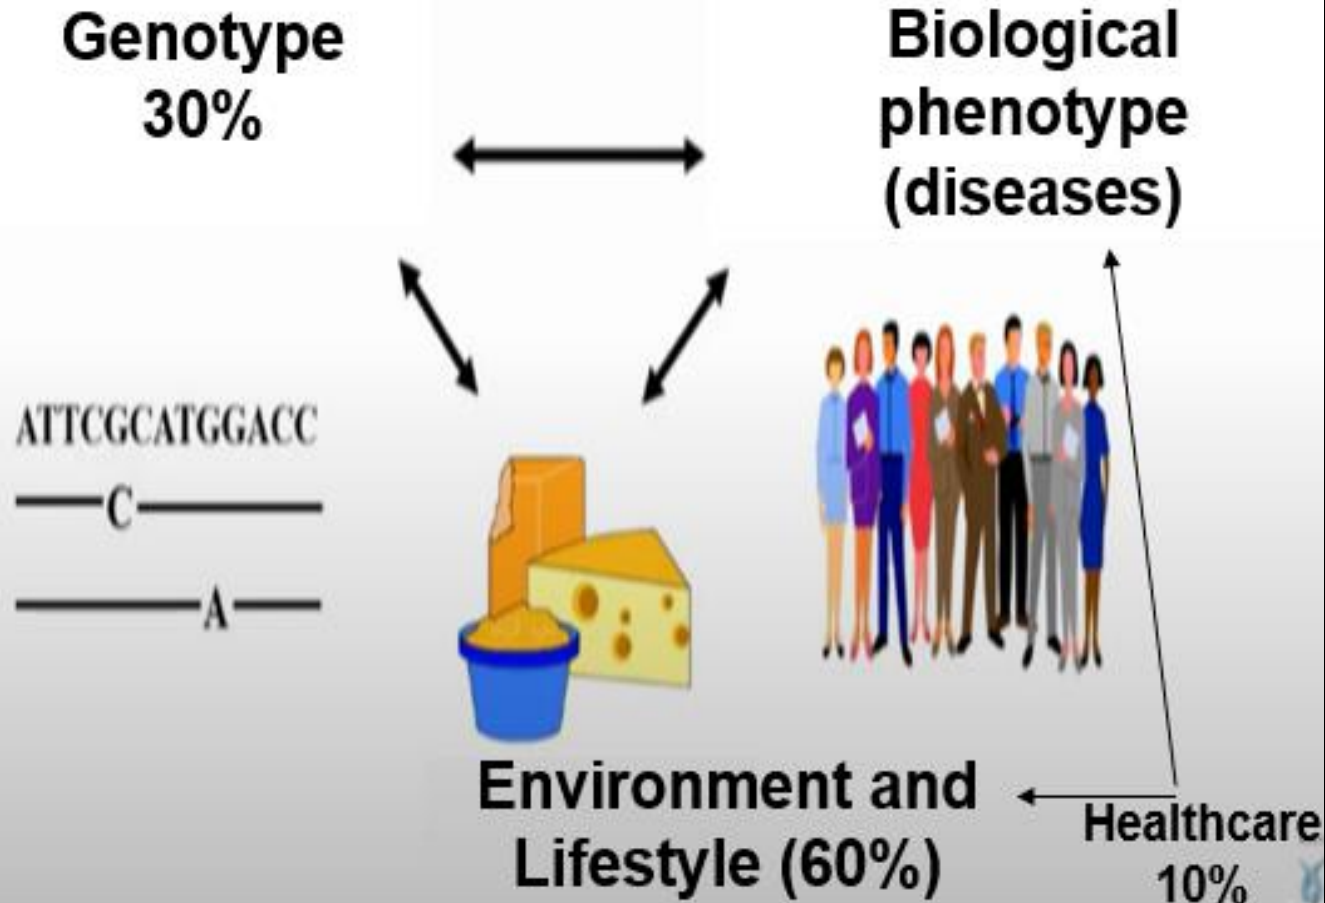 Genotype
30%
Biological
phenotype
(diseases)
ATTCGCATGGACC
C
A
Environment and
Lifestyle (60%)
Healthcare
10%